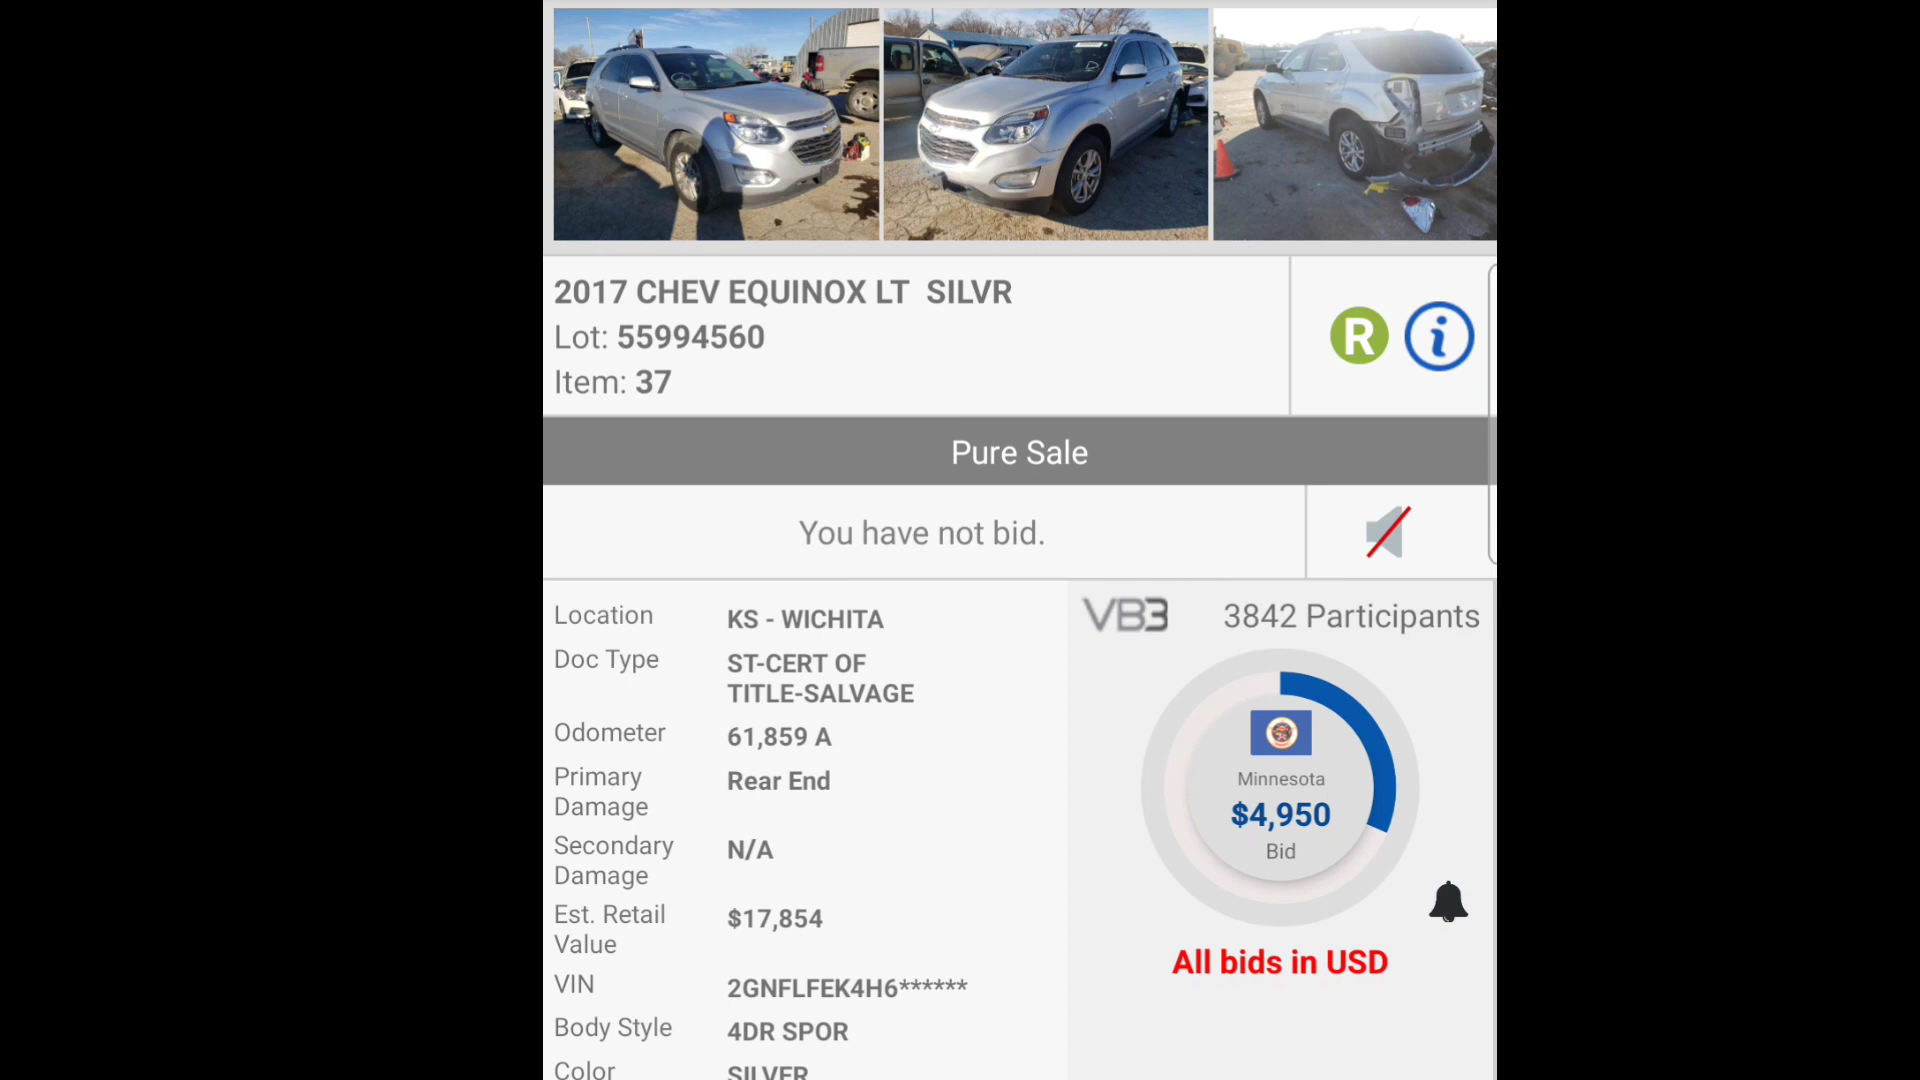 2017 CHEV EQUINOX LT SILVR
Lot: 55994560
R
i
Item: 37
Pure Sale
You have not bid.
Location KS - WICHITA
Doc Type ST-CERT OF
TITLE-SALVAGE
Odometer 61,859 A
Primary
Damage
Rear End
Secondary
Damage
N/A
Est. Retail
Value
$17,854
VIN 2GNFLFEK4H6******
Body Style 4DR SPOR
Color SILVER
VB3 3842 Participants
Minnesota
$4,950
Bid
All bids in USD